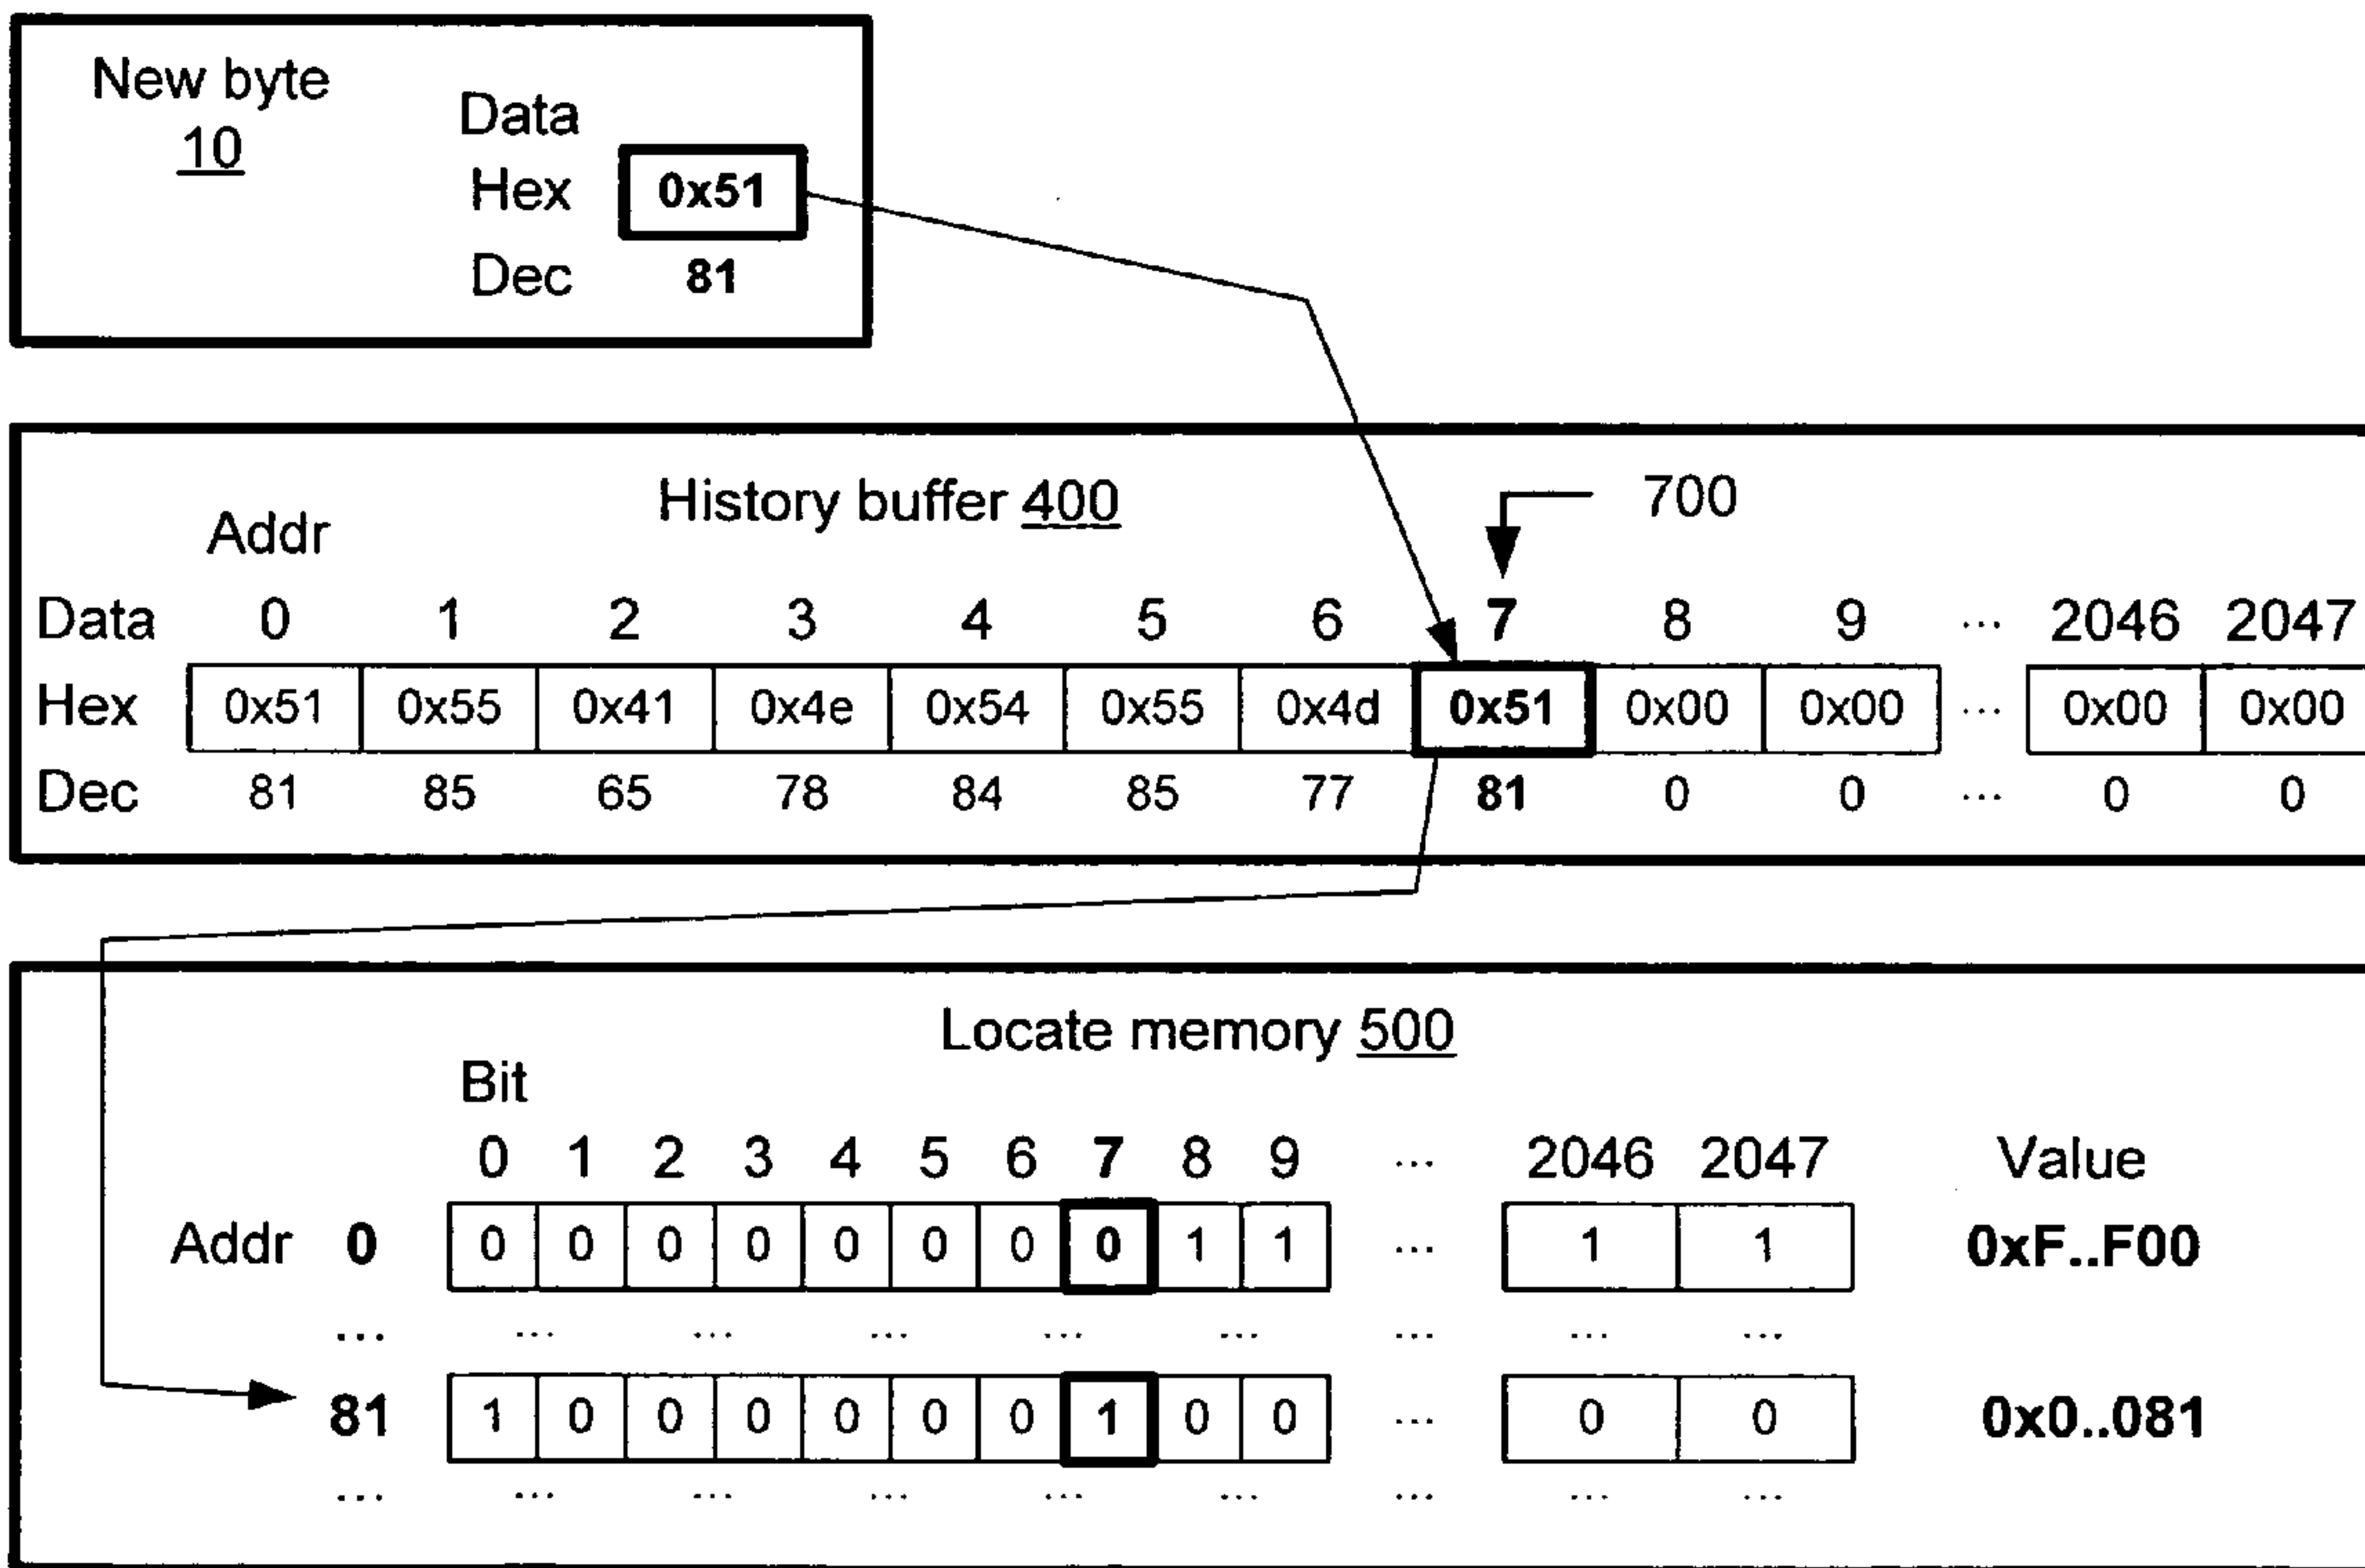 New byte
10
Data
Hex 0x51
Dec 81
History buffer 400
700
Addr
Data 0 1 2 3 4 5 6 7 8 9 ... 2046 2047
Hex 0x51 0x55 0x41 0x4e 0x54 0x55 0x4d 0x51 0x00 0x00 ... 0x00 0x00
Dec 81 85 65 78 84 85 77 81 0 0 ... 0 0
Locate memory 500
Bit
0 1 2 3 4 5 6 7 8 9 ... 2046 2047 Value
Addr 0 0 0 0 0 0 0 0 0 1 1 ... 1 1 0xF..F00
... ... ... ... ... ... ... ... ...
81 1 0 0 0 0 0 0 1 0 0 ... 0 0 0x0..081
... ... ... ... ... ... ... ... ...